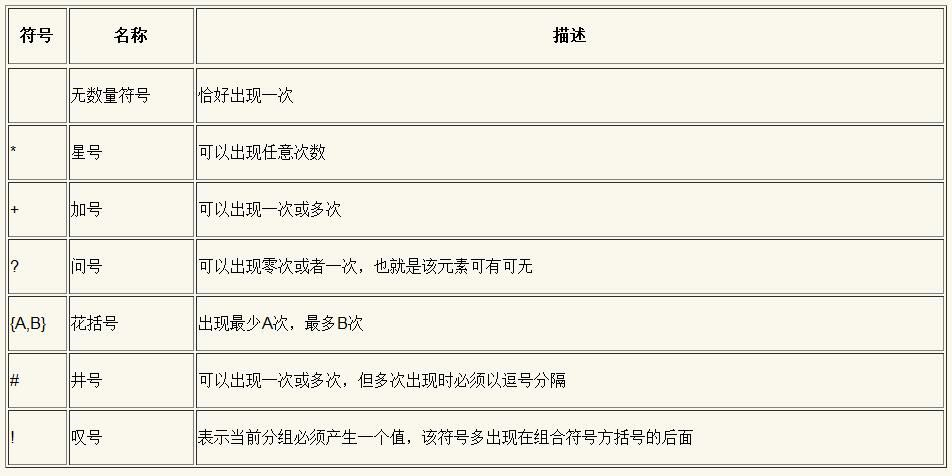 符号 名称 描述
无数量符号 恰好出现一次
* 星号 可以出现任意次数
+ 加号 可以出现一次或多次
? 问号 可以出现零次或者一次，也就是该元素可有可无
{A,B} 花括号 出现最少A次，最多B次
# 井号 可以出现一次或多次，但多次出现时必须以逗号分隔
! 叹号 表示当前分组必须产生一个值，该符号多出现在组合符号方括号的后面